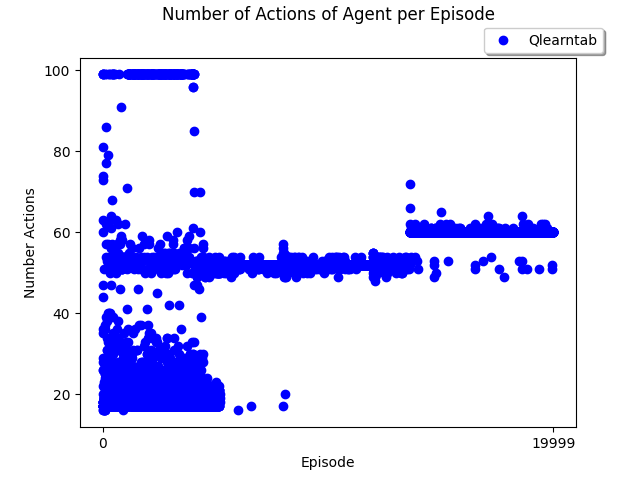 Number of Actions of Agent per Episode
Qlearntab
100
80
60
40
20
Number Actions
0
19999
Episode